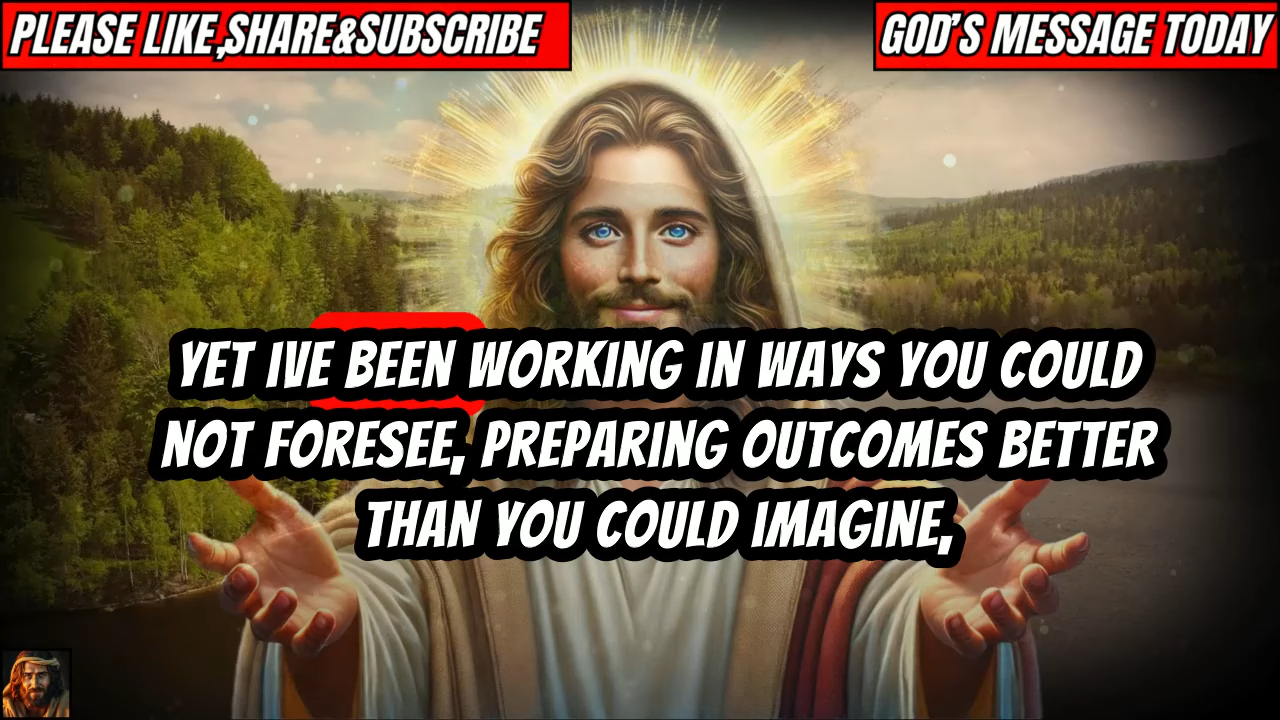 PLEASE LIKE,SHARE&SUBSCRIBE
GOD'S MESSAGE TODAY
YET IVE BEEN WORKING IN WAYS YOU COULD
NOT FORESEE, PREPARING OUTCOMES BETTER
THAN YOU COULD IMAGINE,